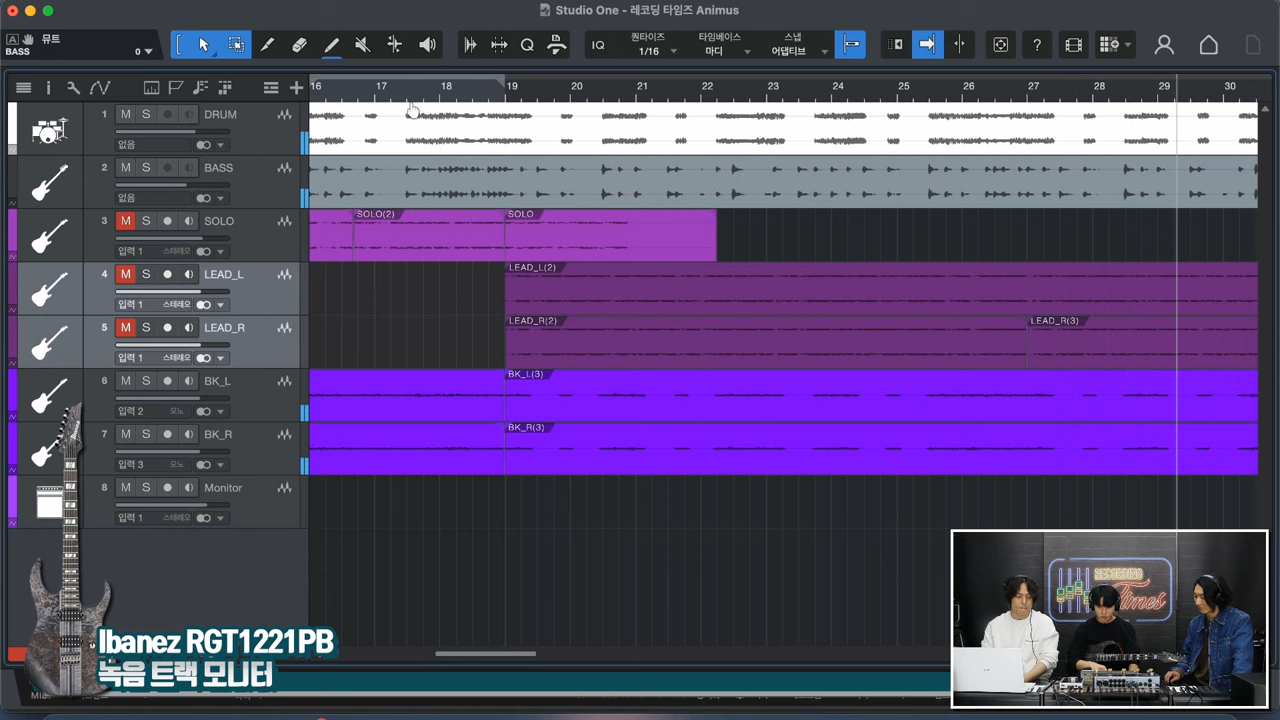 Studio One - 레코딩 타임즈 Animus
A 뮤트
BASS 0
IQ
퀀타이즈
1/16
타임베이스
마디
스냅
어댑티브
?
16 17 18 19 20 21 22 23 24 25 26 27 28 29 30
1 M S DRUM
없음
2 M S BASS
없음
3 M S SOLO
입력 1 스테레오
SOLO(2) SOLO
4 M S LEAD_L
입력 1 스테레오
LEAD_L(2)
5 M S LEAD_R
입력 1 스테레오
LEAD_R(2) LEAD_R(3)
6 M S BK_L
입력 2 모노
BK_L(3)
7 M S BK_R
입력 3 모노
BK_R(3)
8 M S Monitor
입력 1 스테레오
RECORDING
Times
Ibanez RGT1221PB
녹음 트랙 모니터